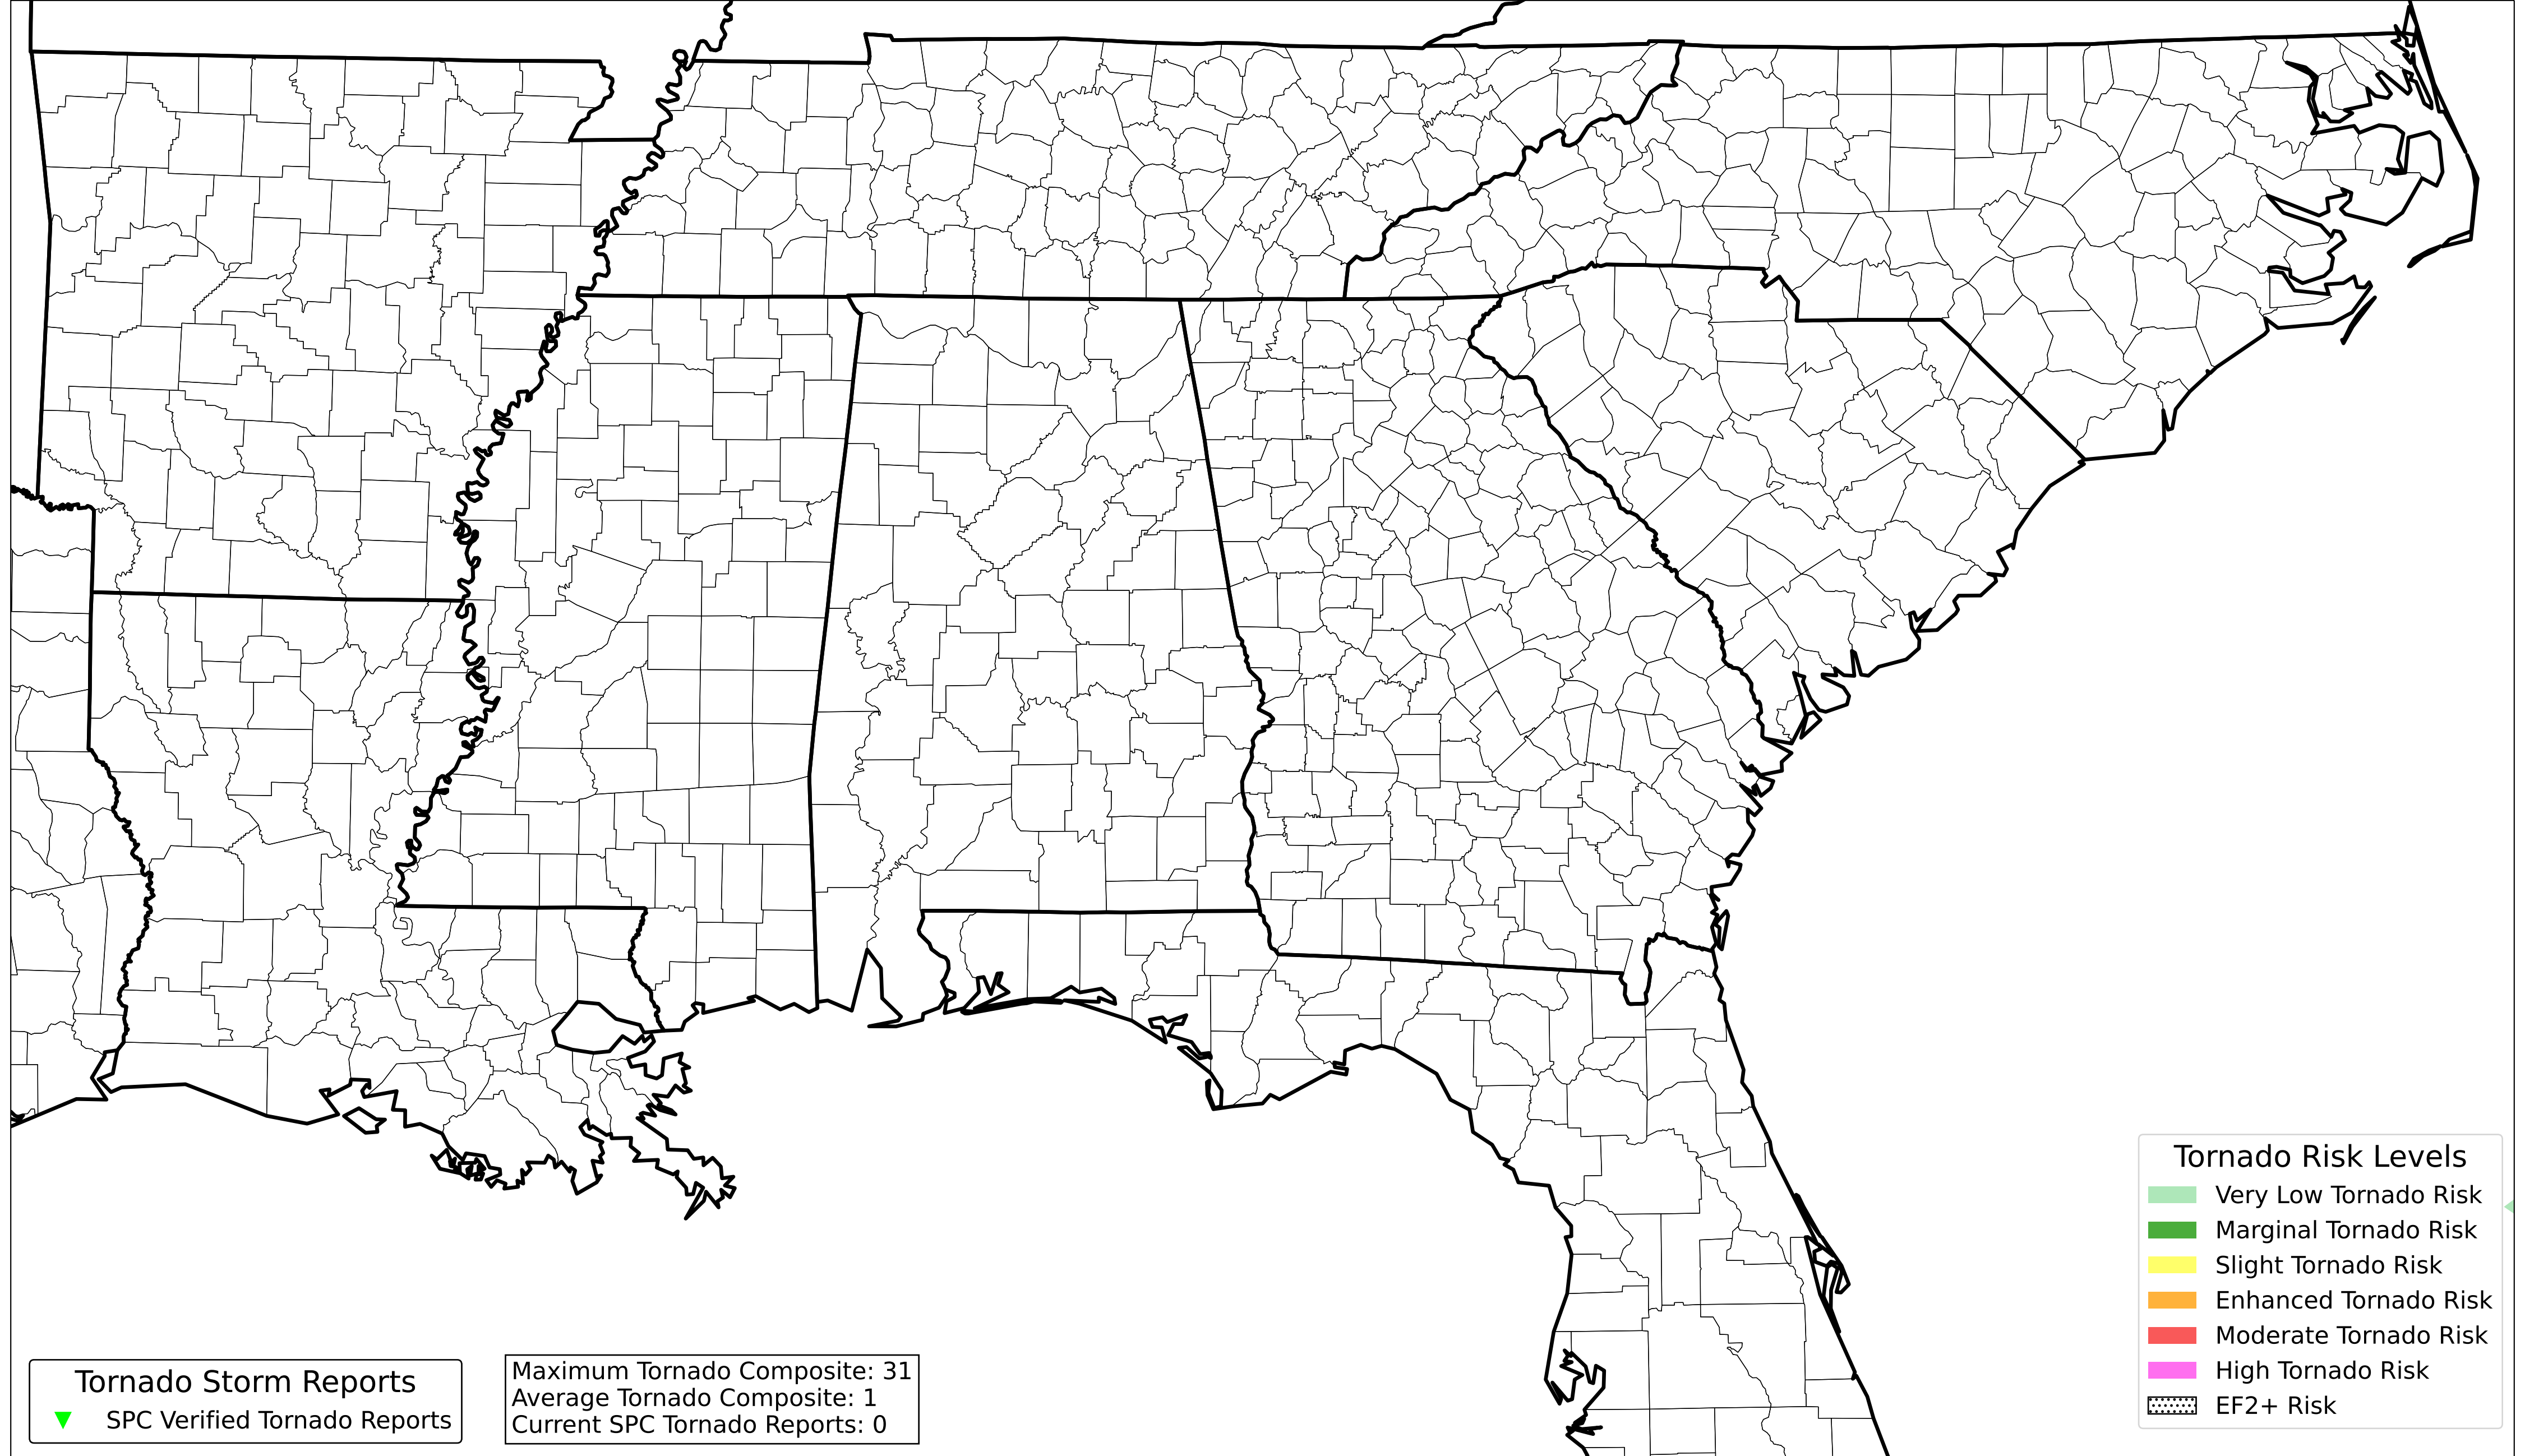 Tornado Storm Reports
SPC Verified Tornado Reports
Maximum Tornado Composite: 31
Average Tornado Composite: 1
Current SPC Tornado Reports: 0
Tornado Risk Levels
Very Low Tornado Risk
Marginal Tornado Risk
Slight Tornado Risk
Enhanced Tornado Risk
Moderate Tornado Risk
High Tornado Risk
EF2+ Risk